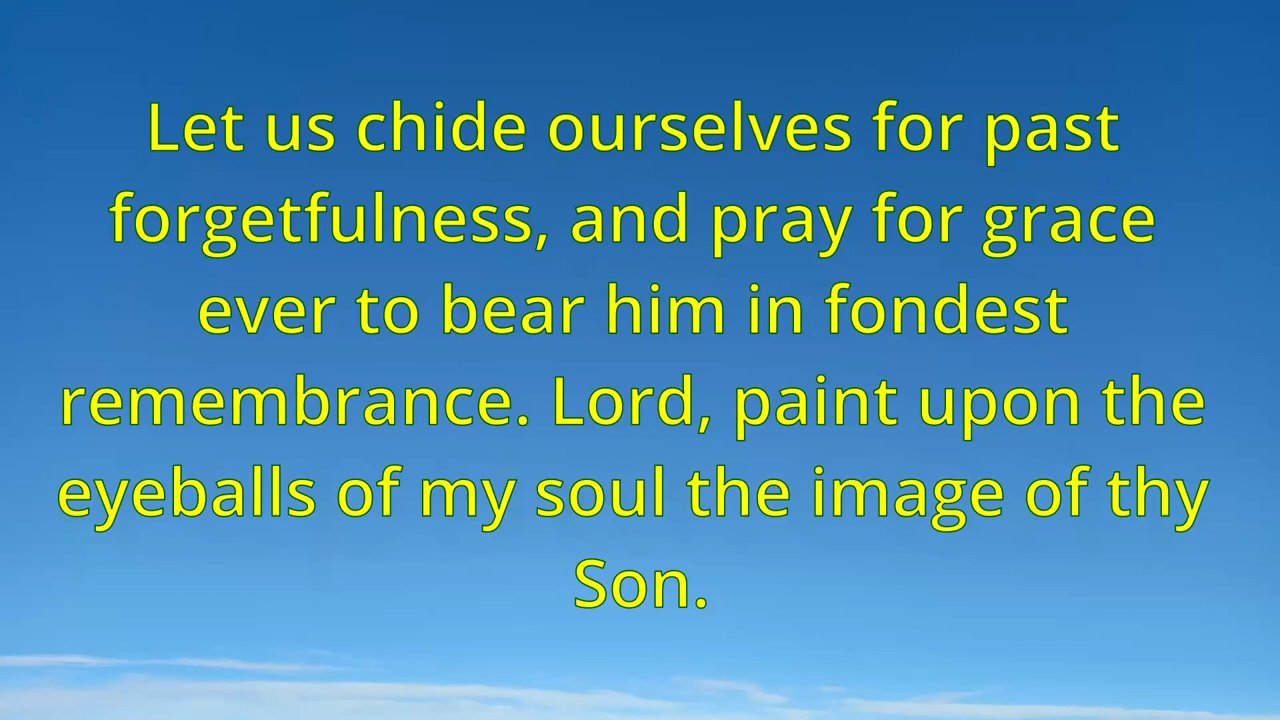 Let us chide ourselves for past
forgetfulness, and pray for grace
ever to bear him in fondest
remembrance. Lord, paint upon the
eyeballs of my soul the image of thy
Son.